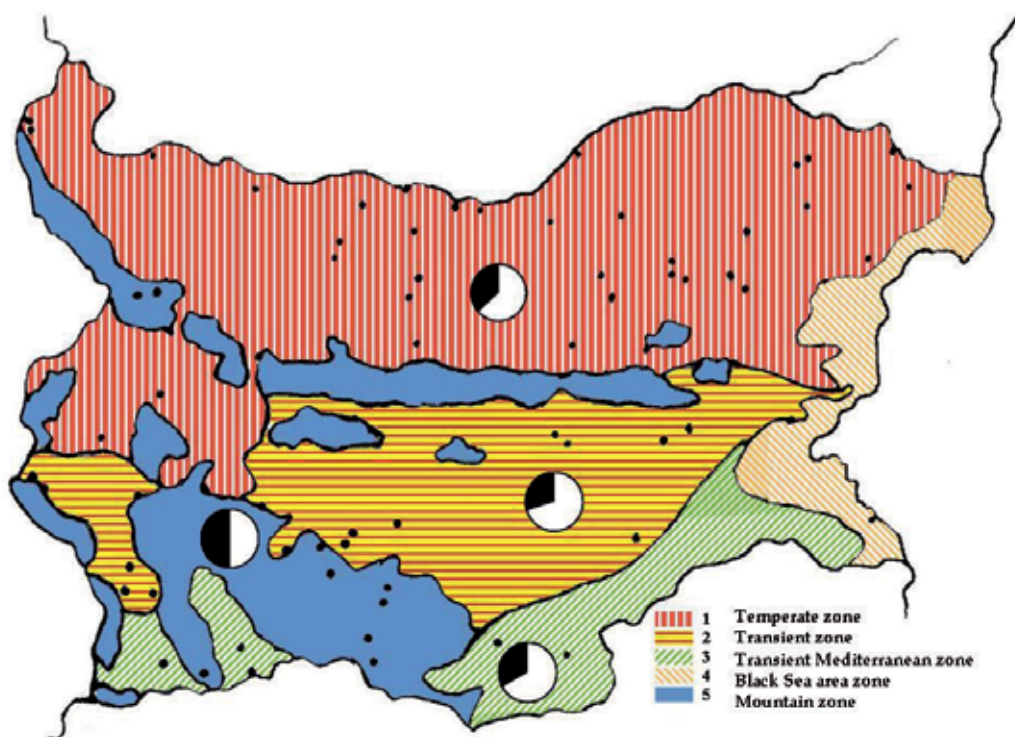 1 Temperate zone
2 Transient zone
3 Transient Mediterranean zone
4 Black Sea area zone
5 Mountain zone